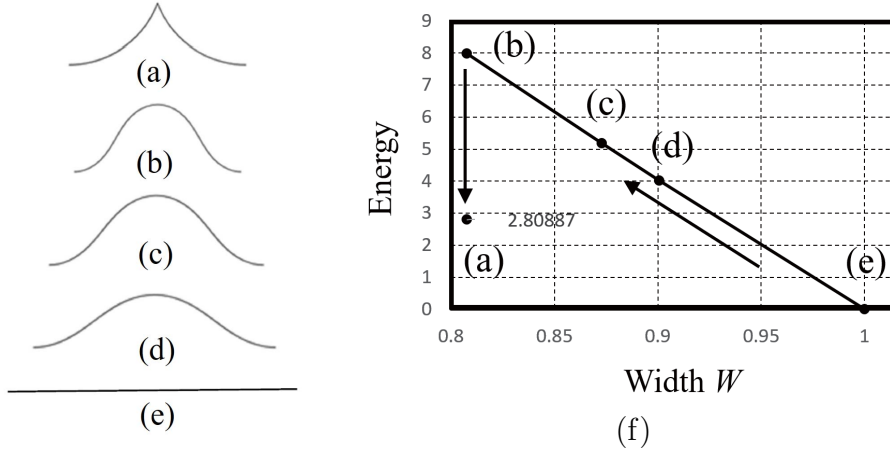 (a)
(b)
(c)
(d)
(e)
Energy
9
8
7
6
5
4
3
2
1
0
(b)
(c)
(d)
2.80887
(a)
(e)
0.8 0.85 0.9 0.95 1
Width W
(f)